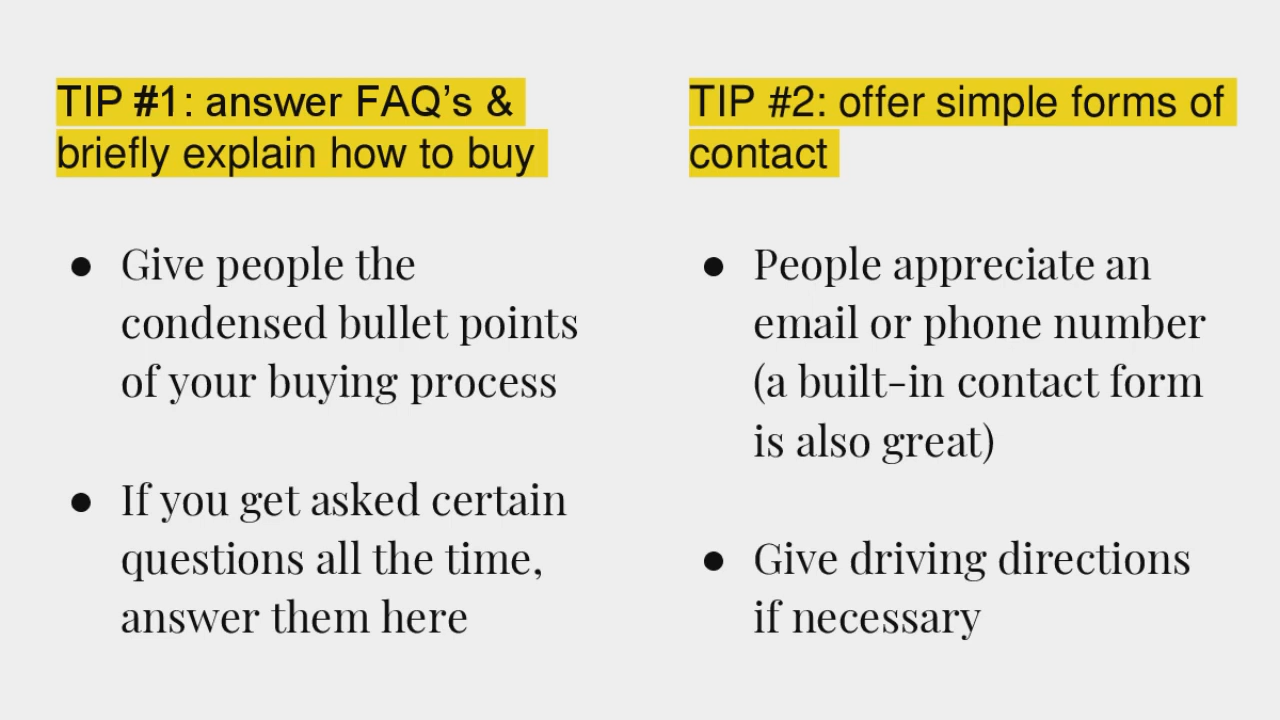 TIP #1: answer FAQ’s &
briefly explain how to buy
● Give people the
condensed bullet points
of your buying process
● If you get asked certain
questions all the time,
answer them here
TIP #2: offer simple forms of
contact
● People appreciate an
email or phone number
(a built-in contact form
is also great)
● Give driving directions
if necessary